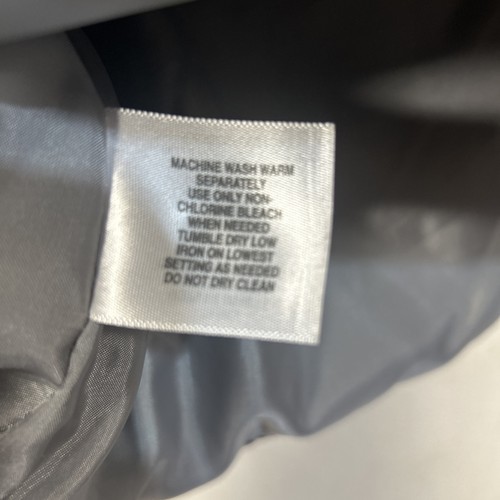 MACHINE WASH WARM
SEPARATELY
USE ONLY NON-
CHLORINE BLEACH
WHEN NEEDED
TUMBLE DRY LOW
IRON ON LOWEST
SETTING AS NEEDED
DO NOT DRY CLEAN